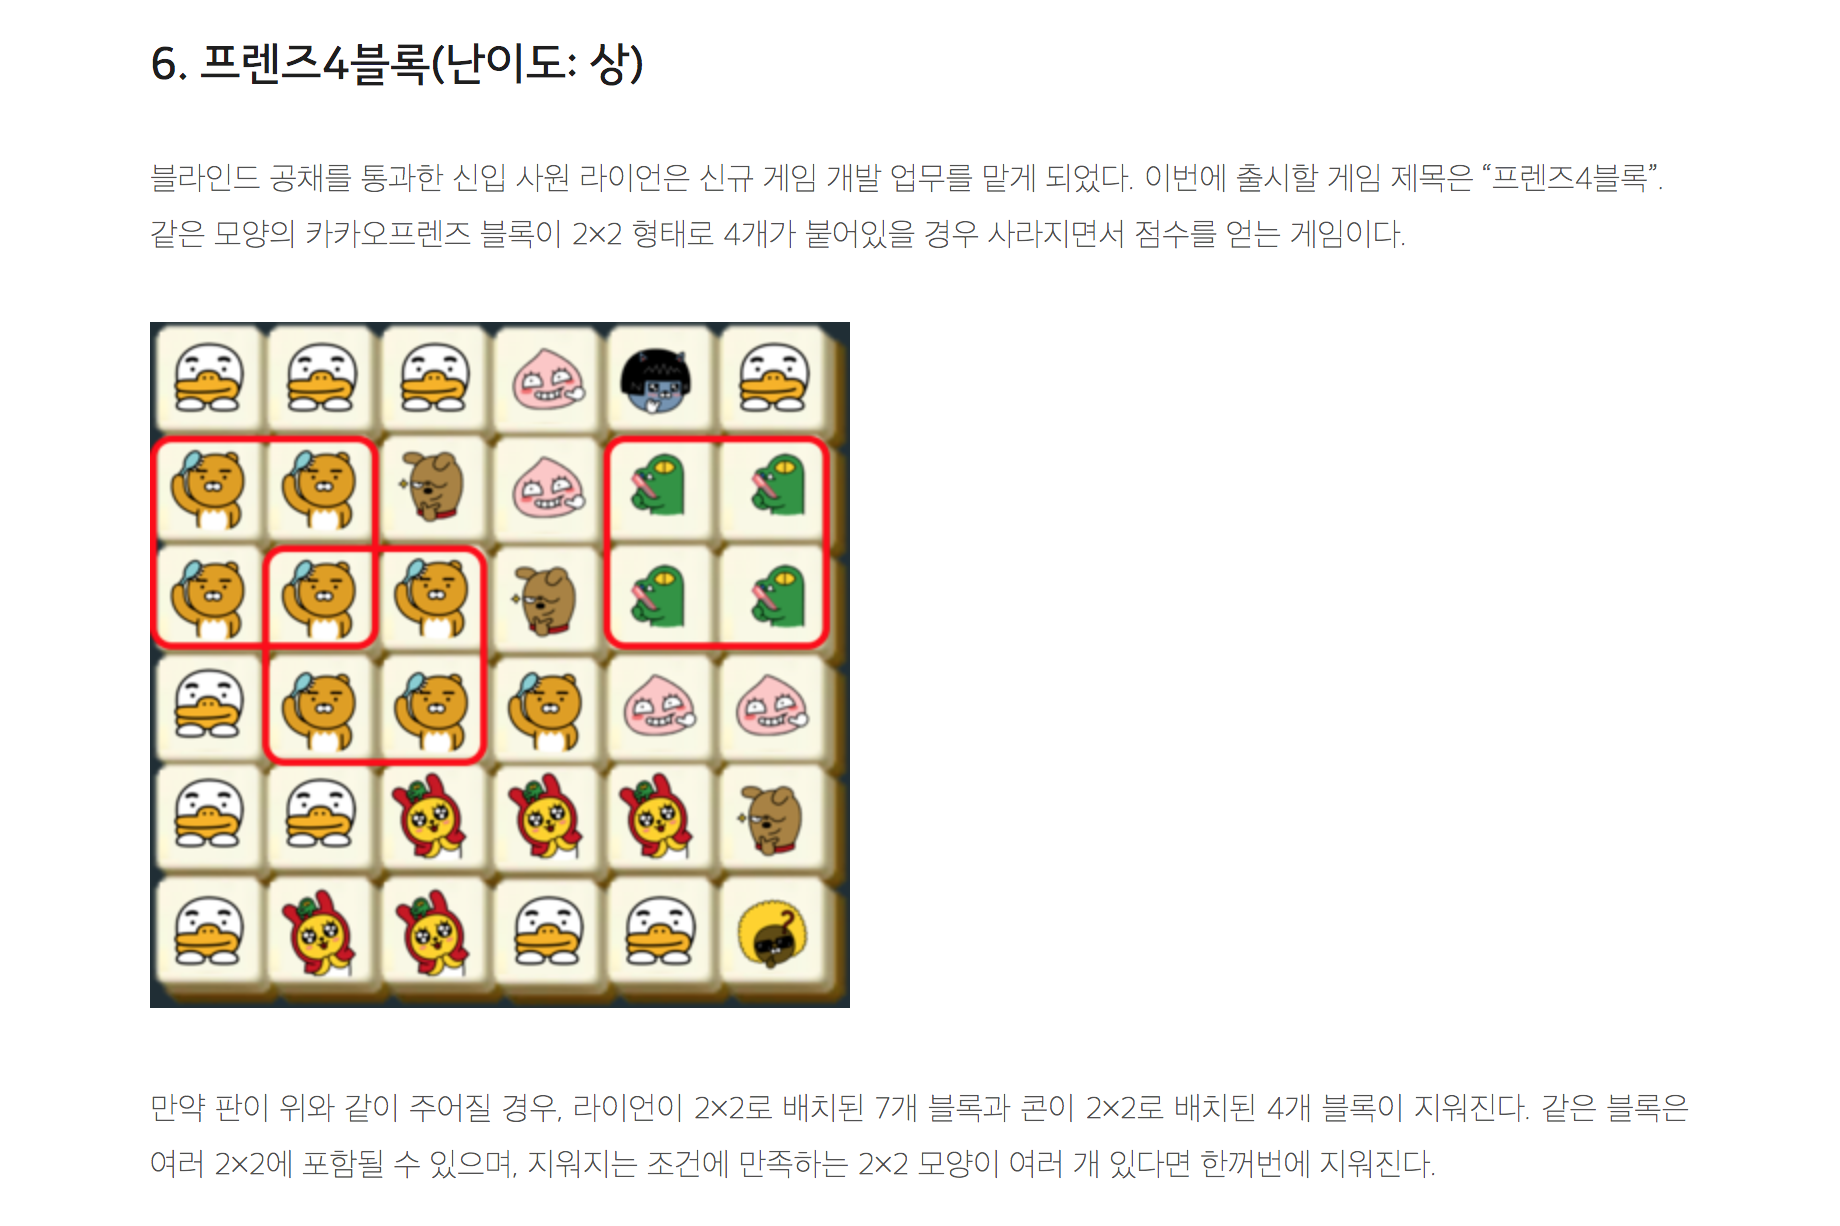 6. 프렌즈4블록(난이도: 상)
블라인드 공채를 통과한 신입 사원 라이언은 신규 게임 개발 업무를 맡게 되었다. 이번에 출시할 게임 제목은 “프렌즈4블록”.
같은 모양의 카카오프렌즈 블록이 2×2 형태로 4개가 붙어있을 경우 사라지면서 점수를 얻는 게임이다.
만약 판이 위와 같이 주어질 경우, 라이언이 2×2로 배치된 7개 블록과 콘이 2×2로 배치된 4개 블록이 지워진다. 같은 블록은
여러 2×2에 포함될 수 있으며, 지워지는 조건에 만족하는 2×2 모양이 여러 개 있다면 한꺼번에 지워진다.